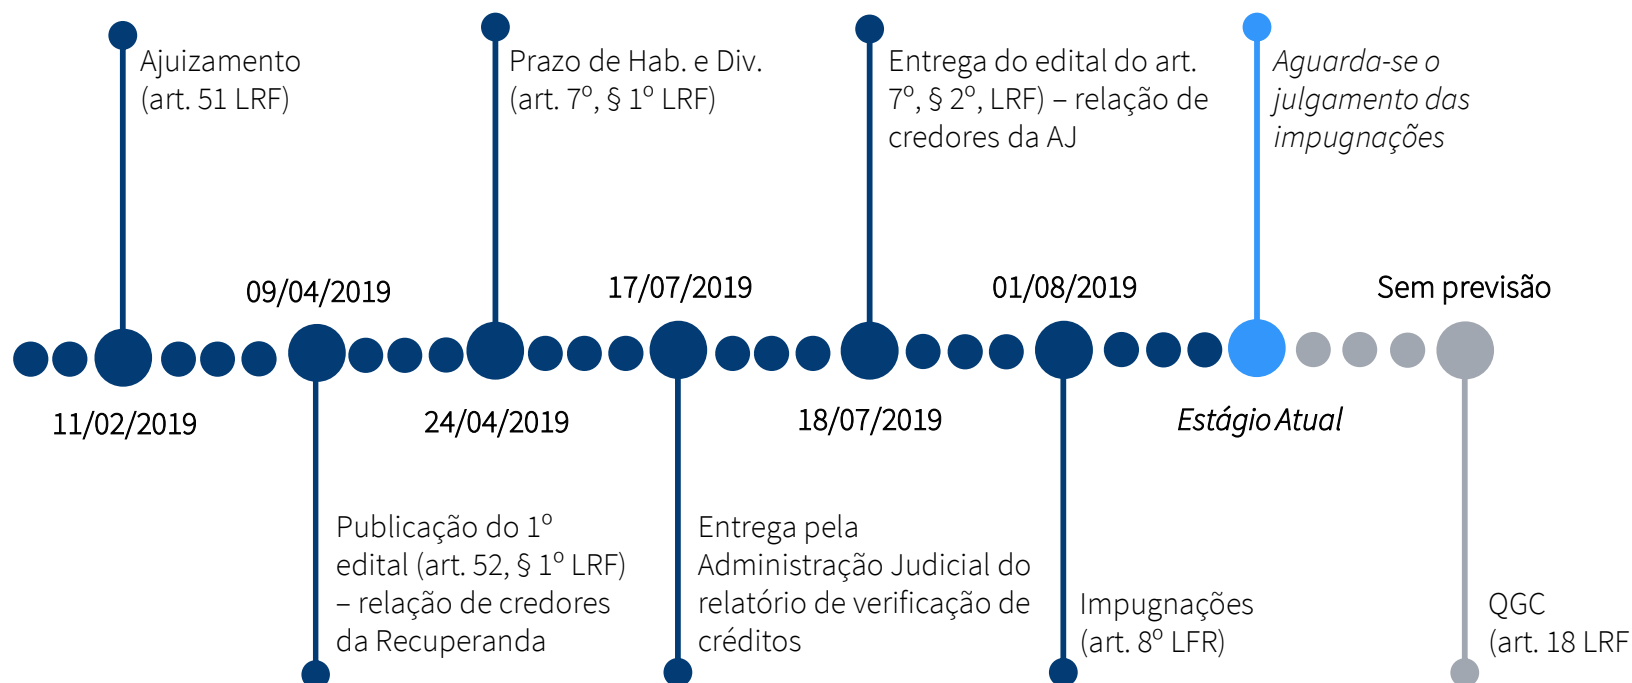 Ajuizamento
(art. 51 LRF)
Prazo de Hab. e Div.
(art. 7º, § 1º LRF)
Entrega do edital do art.
7º, § 2º, LRF) – relação de
credores da AJ
Aguarda-se o
julgamento das
impugnações
09/04/2019
17/07/2019
01/08/2019
Sem previsão
11/02/2019
24/04/2019
18/07/2019
Estágio Atual
Publicação do 1º
edital (art. 52, § 1º LRF)
– relação de credores
da Recuperanda
Entrega pela
Administração Judicial do
relatório de verificação de
créditos
Impugnações
(art. 8º LFR)
QGC
(art. 18 LRF